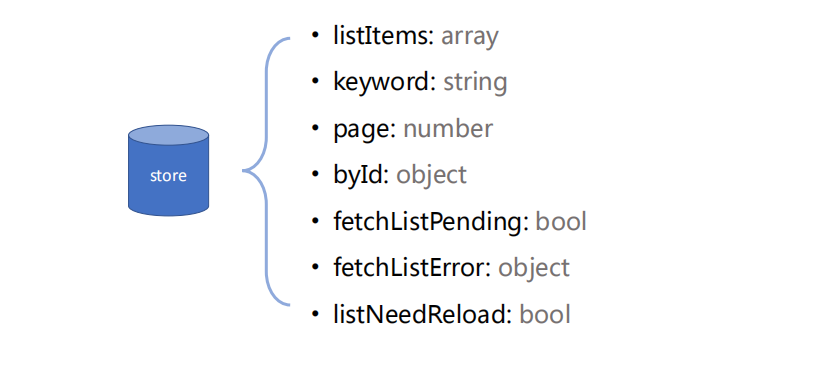 store
• listItems: array
• keyword: string
• page: number
• byId: object
• fetchListPending: bool
• fetchListError: object
• listNeedReload: bool